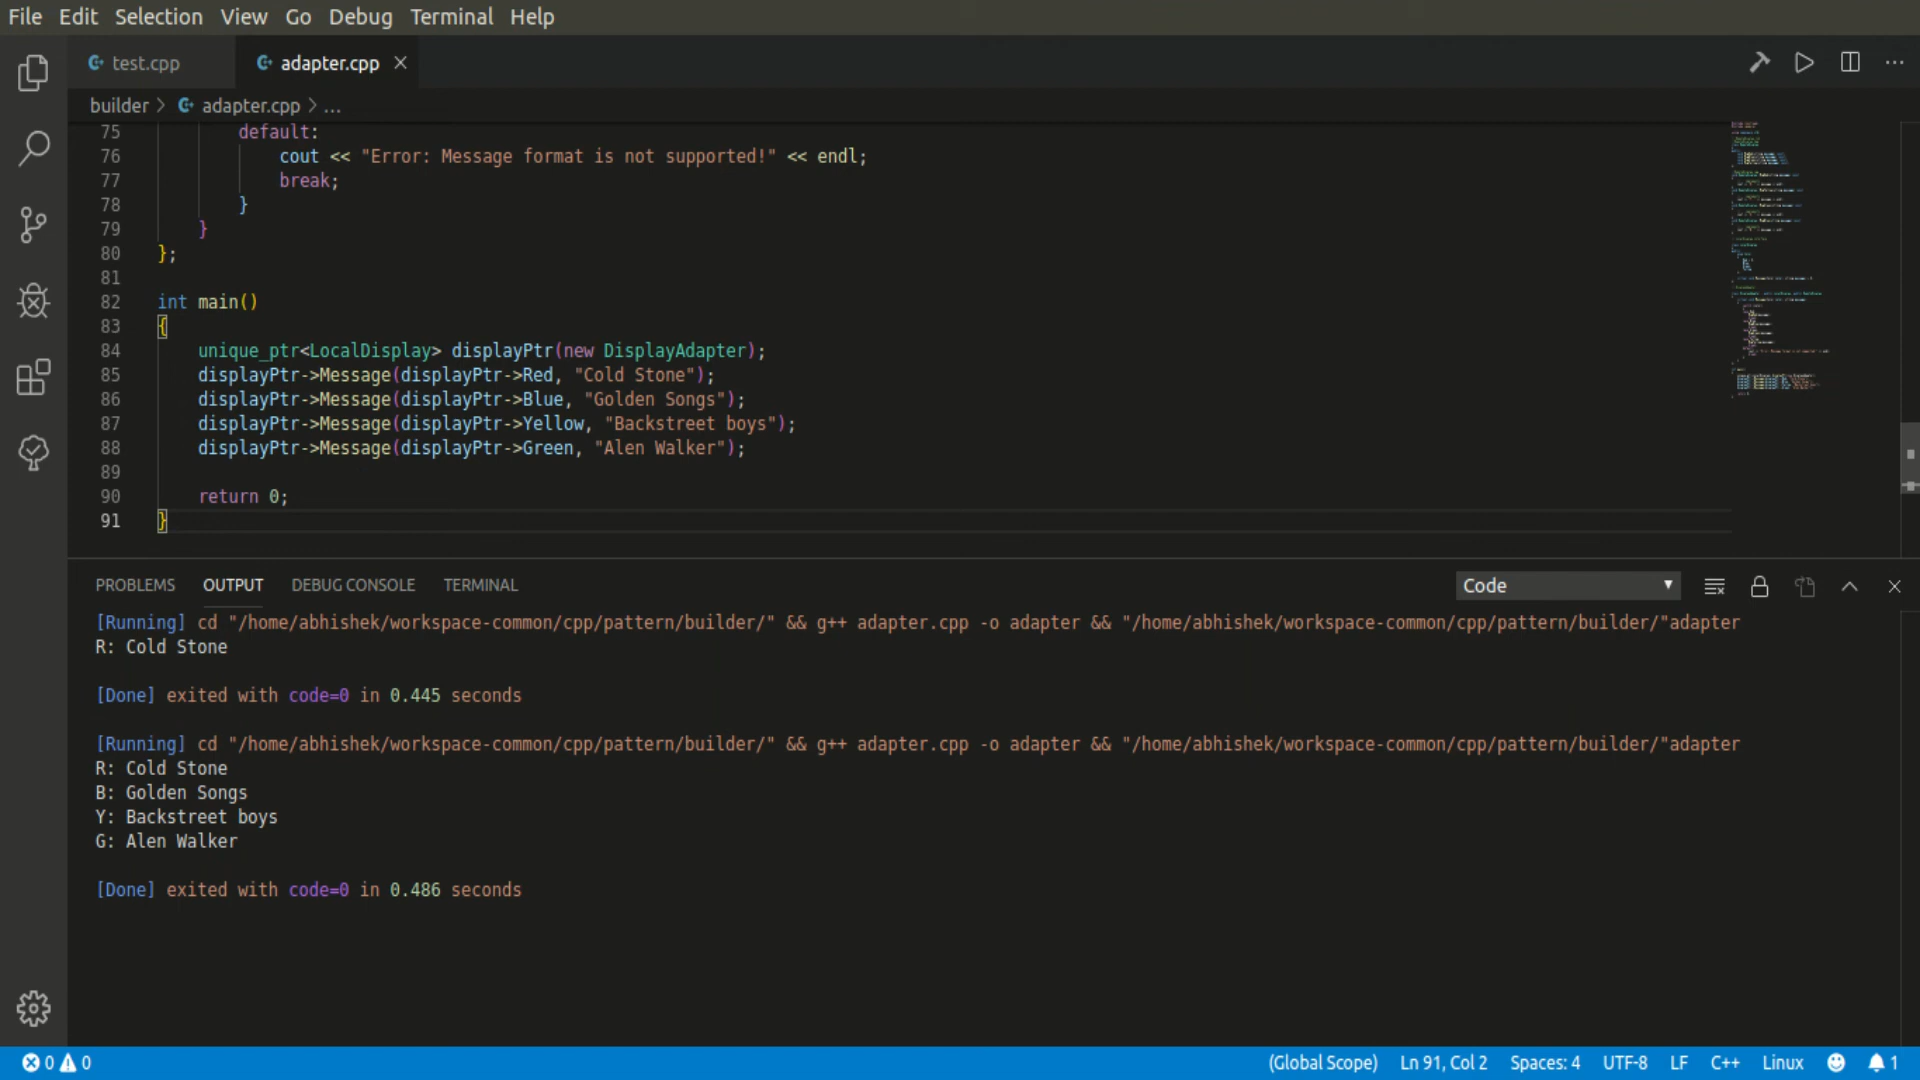 File Edit Selection View Go Debug Terminal Help
test.cpp adapter.cpp
builder > adapter.cpp > ...
75 default:
76 cout << "Error: Message format is not supported!" << endl;
77 break;
78 }
79 }
80 };
81
82 int main()
83 {
84 unique_ptr<LocalDisplay> displayPtr(new DisplayAdapter);
85 displayPtr->Message(displayPtr->Red, "Cold Stone");
86 displayPtr->Message(displayPtr->Blue, "Golden Songs");
87 displayPtr->Message(displayPtr->Yellow, "Backstreet boys");
88 displayPtr->Message(displayPtr->Green, "Alen Walker");
89
90 return 0;
91 }
PROBLEMS OUTPUT DEBUG CONSOLE TERMINAL Code
[Running] cd "/home/abhishek/workspace-common/cpp/pattern/builder/" && g++ adapter.cpp -o adapter && "/home/abhishek/workspace-common/cpp/pattern/builder/"adapter
R: Cold Stone
[Done] exited with code=0 in 0.445 seconds
[Running] cd "/home/abhishek/workspace-common/cpp/pattern/builder/" && g++ adapter.cpp -o adapter && "/home/abhishek/workspace-common/cpp/pattern/builder/"adapter
R: Cold Stone
B: Golden Songs
Y: Backstreet boys
G: Alen Walker
[Done] exited with code=0 in 0.486 seconds
0 0 (Global Scope) Ln 91, Col 2 Spaces: 4 UTF-8 LF C++ Linux 1